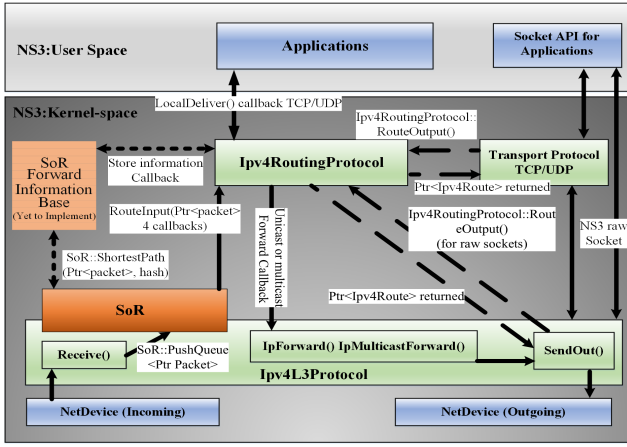 NS3:User Space
Applications
Socket API for
Applications
NS3:Kernel-space
LocalDeliver() callback TCP/UDP
Ipv4RoutingProtocol::
RouteOutput()
SoR
Forward
Information
Base
(Yet to Implement)
Store information
Callback
Ipv4RoutingProtocol
Transport Protocol
TCP/UDP
Ptr<Ipv4Route> returned
RouteInput(Ptr<packet>
4 callbacks)
Unicast or multicast
Forward Callback
Ipv4RoutingProtocol::Rout
eOutput()
(for raw sockets)
NS3 raw
Socket
SoR::ShortestPath
(Ptr<packet>, hash)
Ptr<Ipv4Route> returned
SoR
Receive()
SoR::PushQueue
<Ptr Packet>
IpForward() IpMulticastForward()
SendOut()
Ipv4L3Protocol
NetDevice (Incoming)
NetDevice (Outgoing)